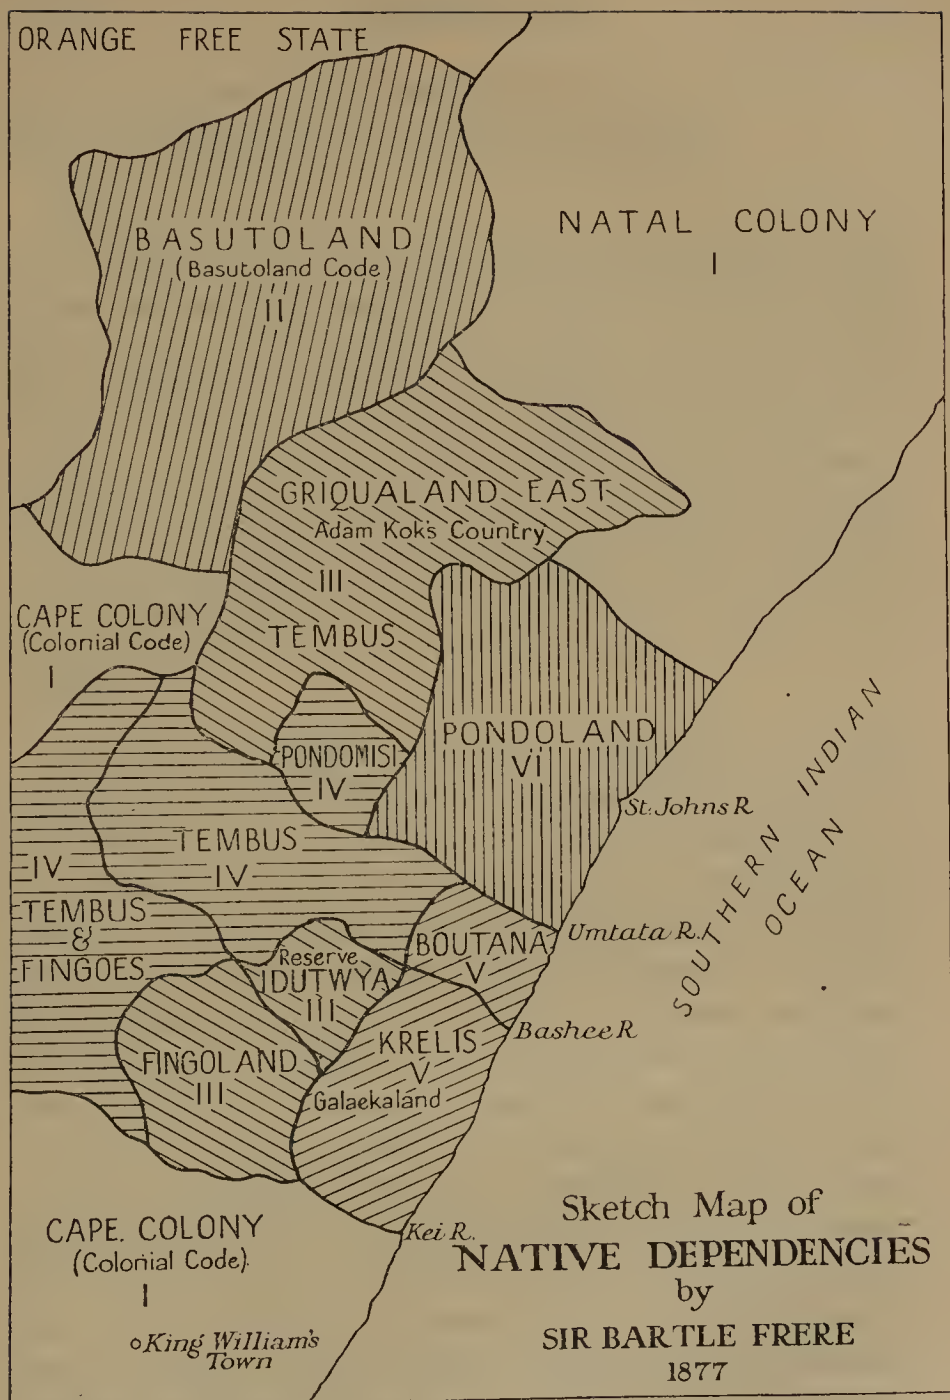 ORANGE FREE STATE
NATAL COLONY
I
BASUTOLAND
(Basutoland Code)
II
GRIQUALAND EAST
Adam Kok's Country
III
TEMBUS
CAPE COLONY
(Colonial Code)
I
PONDOMISI
IV
PONDOLAND
VI
St. Johns R.
SOUTHERN INDIAN
OCEAN
TEMBUS
IV
IV
TEMBUS
&
FINGOES
Umtata R.
BOUTANA
V
Reserve
IDUTWYA
III
Bashee R
KRELIS
V
Galaekaland
FINGOLAND
III
Kei R.
CAPE. COLONY
(Colonial Code).
I
King William's
Town
Sketch Map of
NATIVE DEPENDENCIES
by
SIR BARTLE FRERE
1877